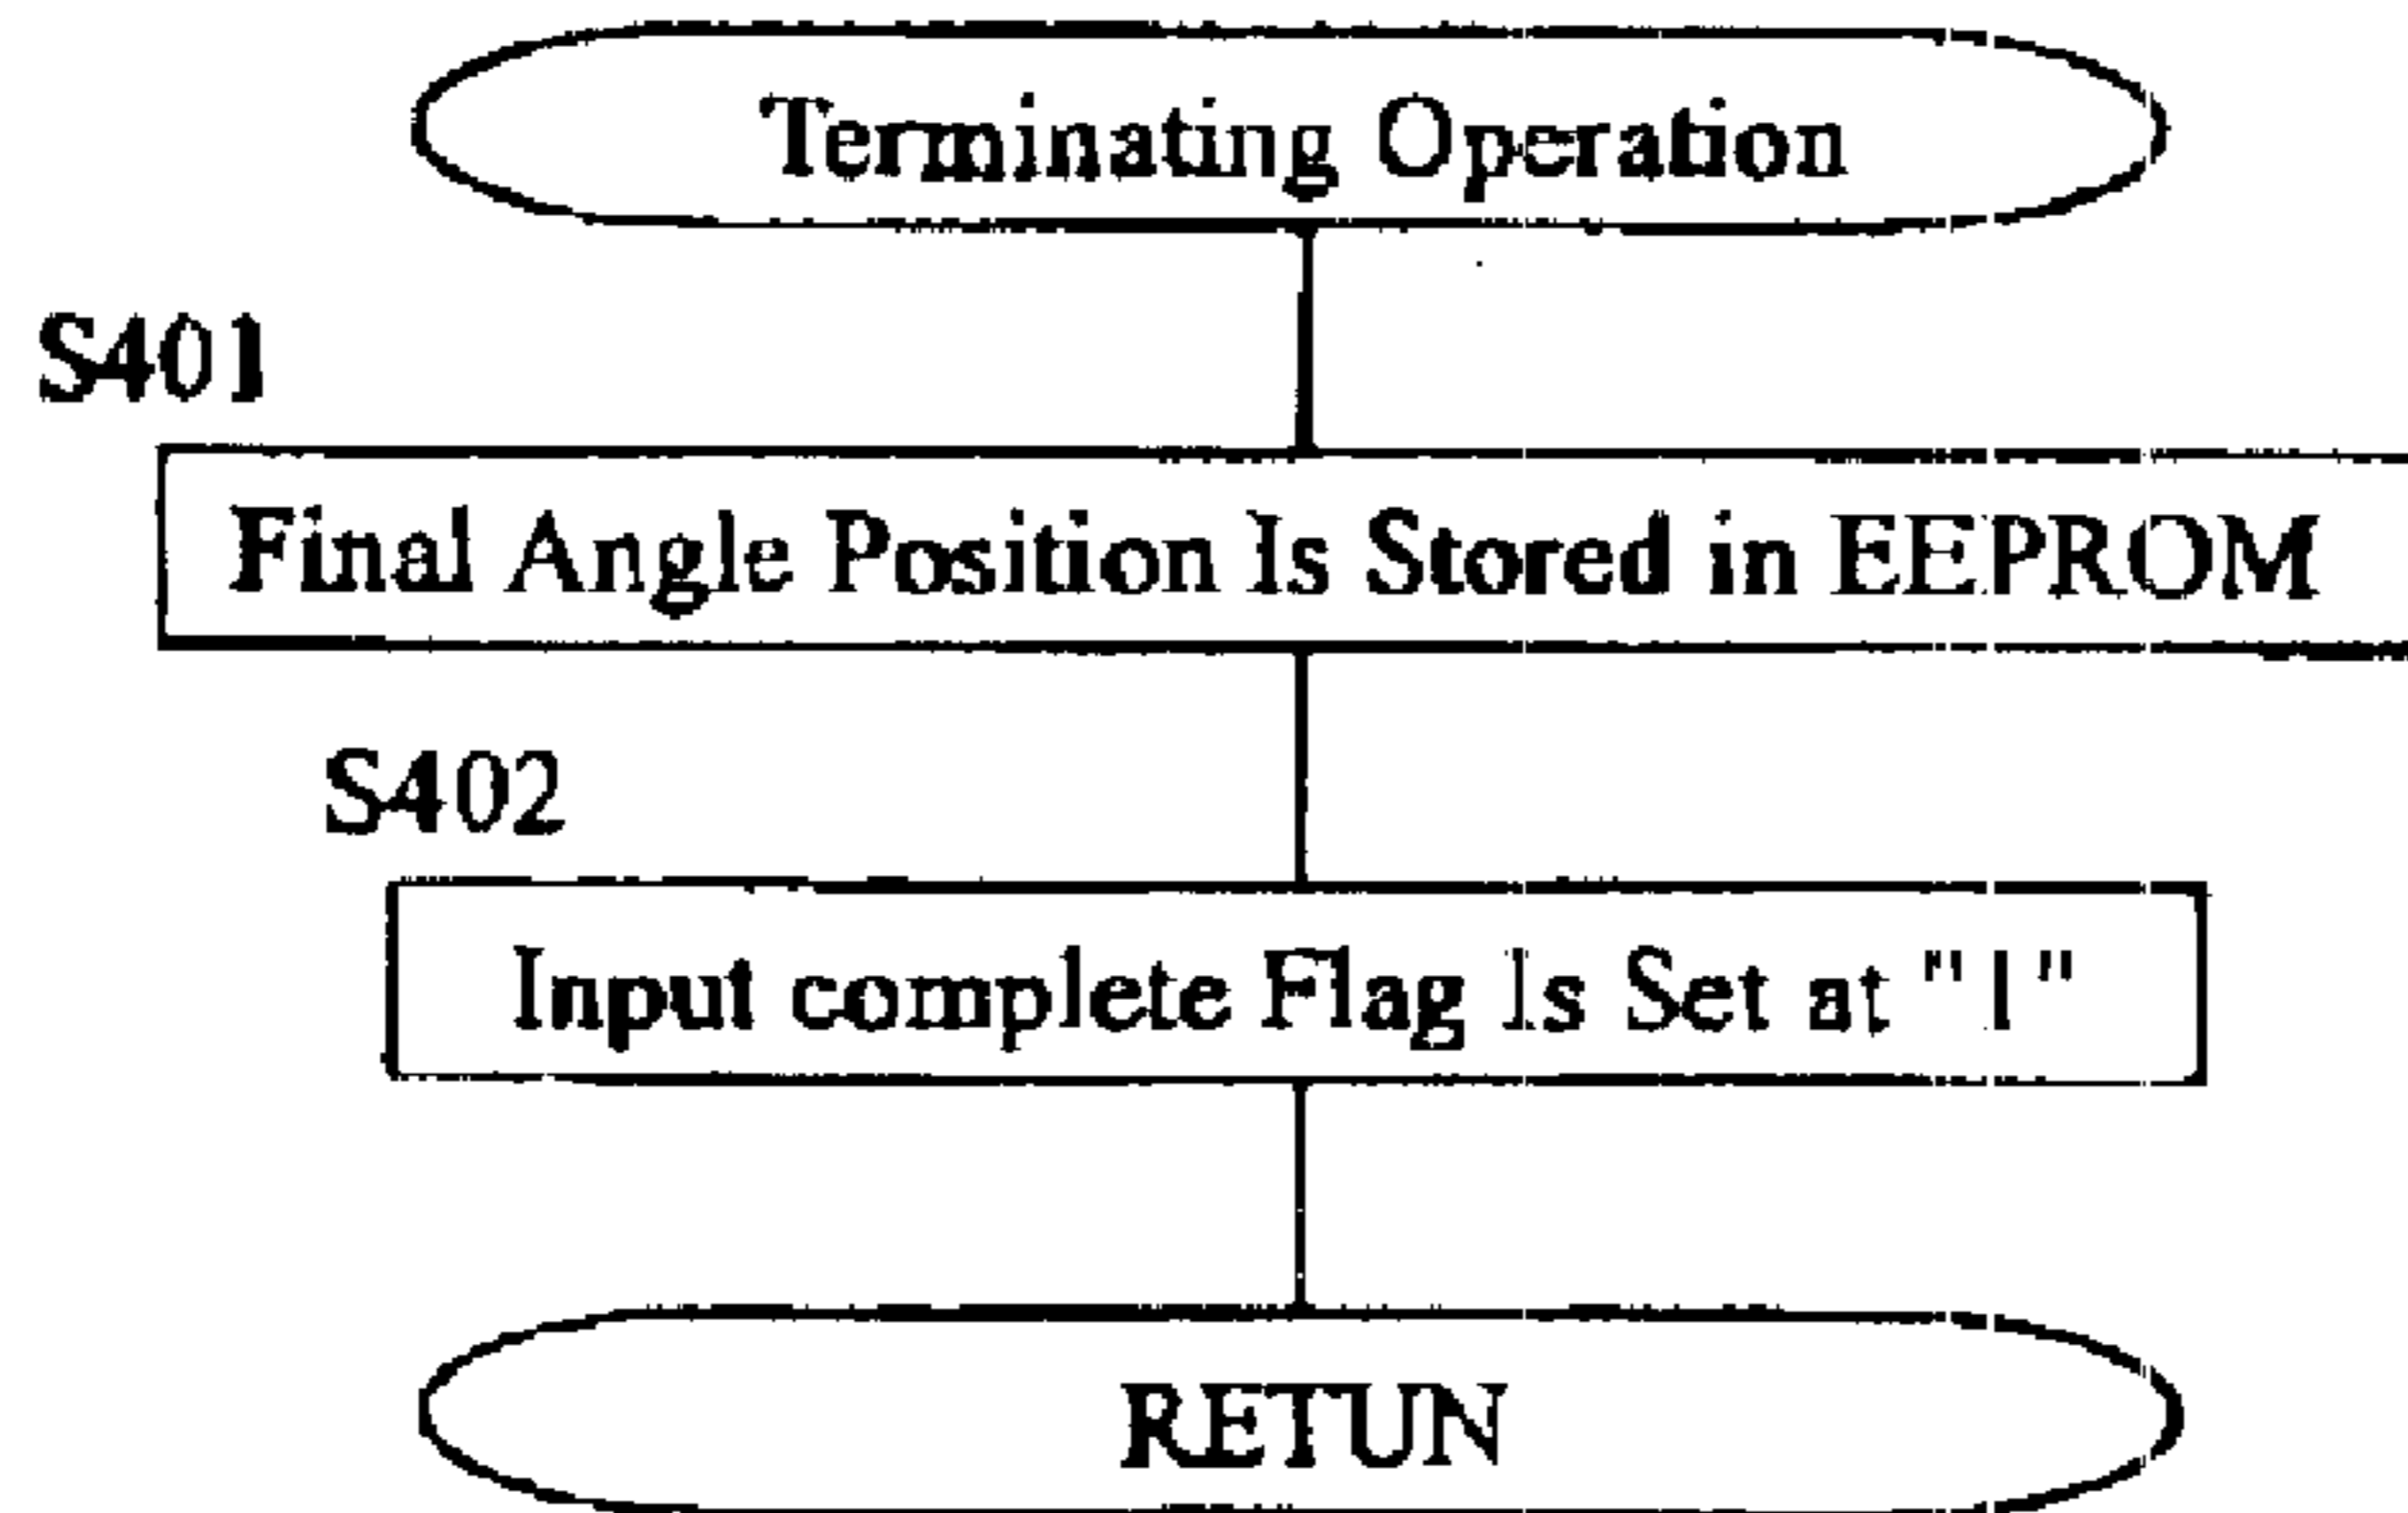 Terminating Operation
S401
Final Angle Position Is Stored in EEPROM
S402
Input complete Flag Is Set at "1"
RETUN